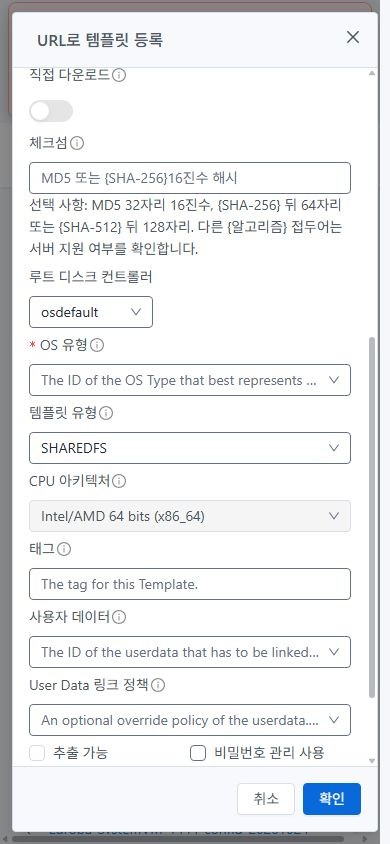 URL로 템플릿 등록
직접 다운로드
체크섬
MD5 또는 {SHA-256}16진수 해시
선택 사항: MD5 32자리 16진수, {SHA-256} 뒤 64자리
또는 {SHA-512} 뒤 128자리. 다른 {알고리즘} 접두어는
서버 지원 여부를 확인합니다.
루트 디스크 컨트롤러
osdefault
* OS 유형
The ID of the OS Type that best represents ...
템플릿 유형
SHAREDFS
CPU 아키텍처
Intel/AMD 64 bits (x86_64)
태그
The tag for this Template.
사용자 데이터
The ID of the userdata that has to be linked...
User Data 링크 정책
An optional override policy of the userdata....
추출 가능 비밀번호 관리 사용
취소 확인